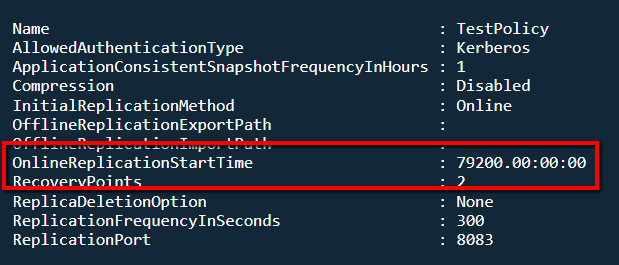 Name : TestPolicy
AllowedAuthenticationType : Kerberos
ApplicationConsistentSnapshotFrequencyInHours : 1
Compression : Disabled
InitialReplicationMethod : Online
OfflineReplicationExportPath :
OfflineReplicationImportPath :
OnlineReplicationStartTime : 79200.00:00:00
RecoveryPoints : 2
ReplicaDeletionOption : None
ReplicationFrequencyInSeconds : 300
ReplicationPort : 8083